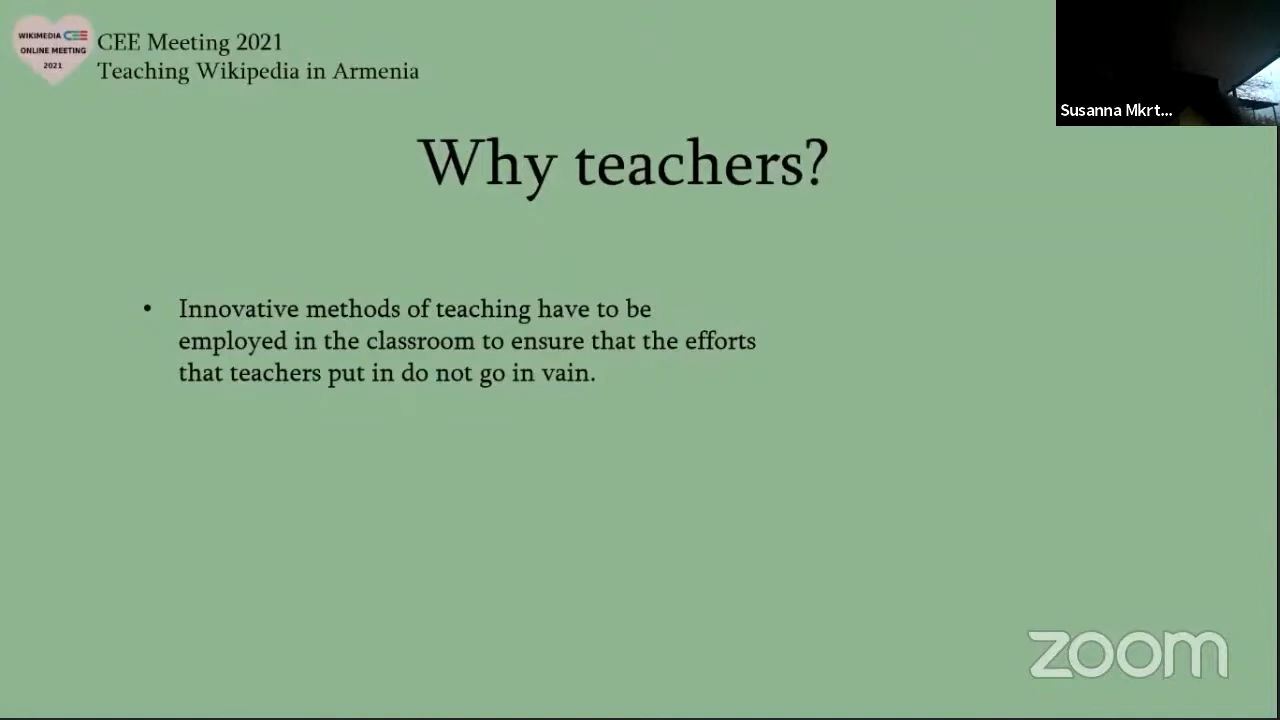 WIKIMEDIA CEE
ONLINE MEETING
2021
CEE Meeting 2021
Teaching Wikipedia in Armenia
Susanna Mkrt...
Why teachers?
• Innovative methods of teaching have to be
employed in the classroom to ensure that the efforts
that teachers put in do not go in vain.
zoom